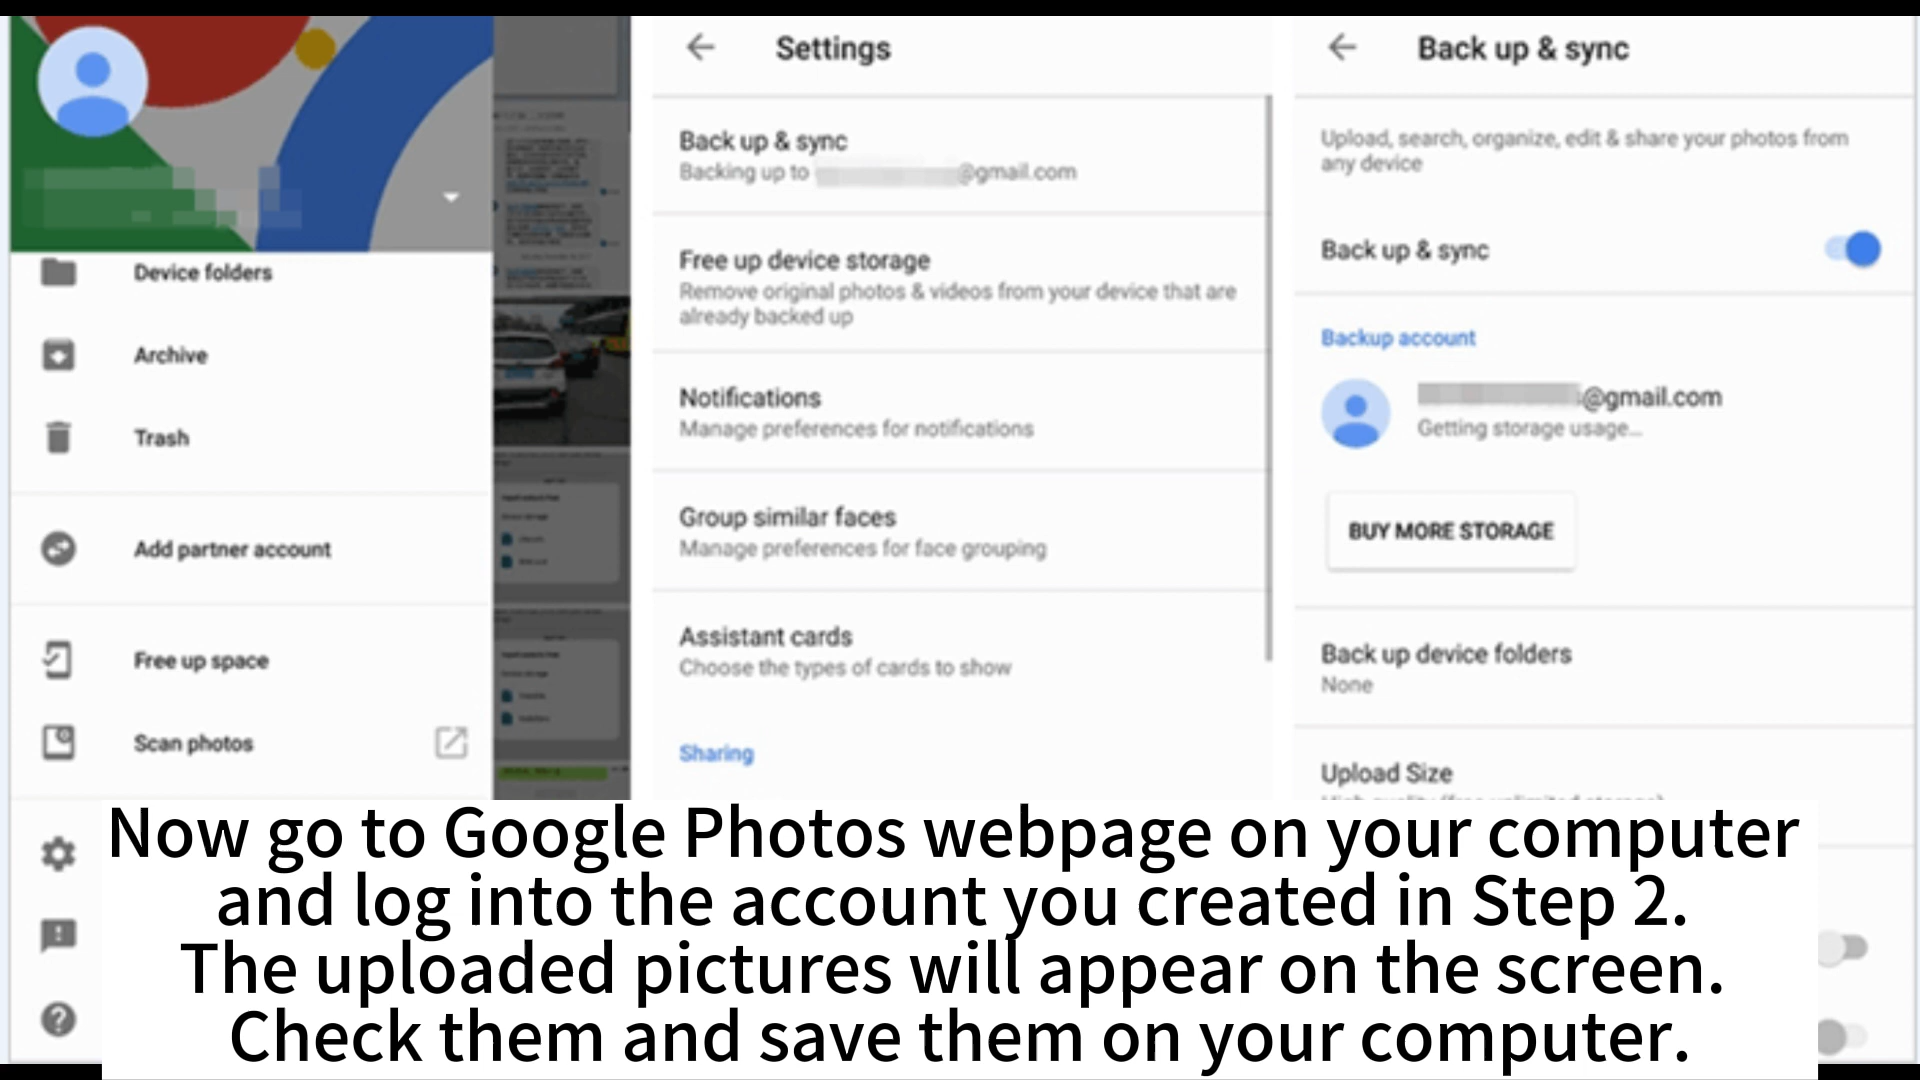 Device folders
Archive
Trash
Add partner account
Free up space
Scan photos
Settings
Back up & sync
Backing up to @gmail.com
Free up device storage
Remove original photos & videos from your device that are
already backed up
Notifications
Manage preferences for notifications
Group similar faces
Manage preferences for face grouping
Assistant cards
Choose the types of cards to show
Sharing
Back up & sync
Upload, search, organize, edit & share your photos from
any device
Back up & sync
Backup account
@gmail.com
Getting storage usage...
BUY MORE STORAGE
Back up device folders
None
Upload Size
Now go to Google Photos webpage on your computer
and log into the account you created in Step 2.
The uploaded pictures will appear on the screen.
Check them and save them on your computer.